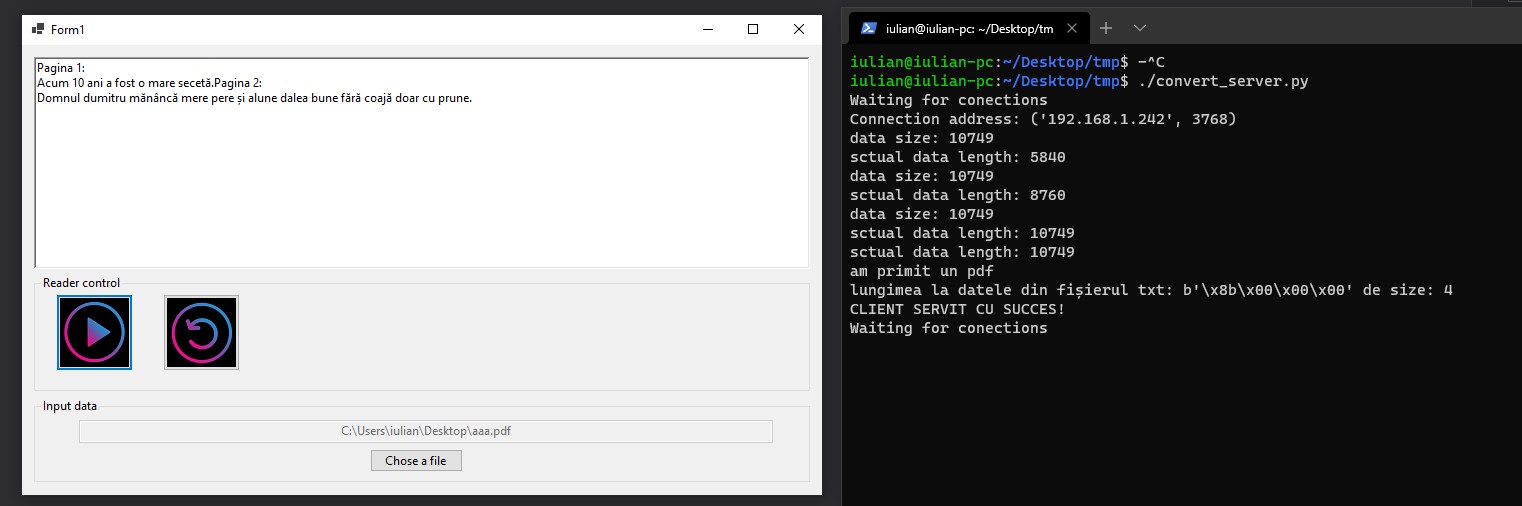 Form1
Pagina 1:
Acum 10 ani a fost o mare secetă.Pagina 2:
Domnul dumitru mănâncă mere pere și alune dalea bune fără coajă doar cu prune.
Reader control
Input data
C:\Users\iulian\Desktop\aaa.pdf
Chose a file
iulian@iulian-pc: ~/Desktop/tm
iulian@iulian-pc:~/Desktop/tmp$ -^C
iulian@iulian-pc:~/Desktop/tmp$ ./convert_server.py
Waiting for conections
Connection address: ('192.168.1.242', 3768)
data size: 10749
sctual data length: 5840
data size: 10749
sctual data length: 8760
data size: 10749
sctual data length: 10749
sctual data length: 10749
am primit un pdf
lungimea la datele din fișierul txt: b'\x8b\x00\x00\x00' de size: 4
CLIENT SERVIT CU SUCCES!
Waiting for conections